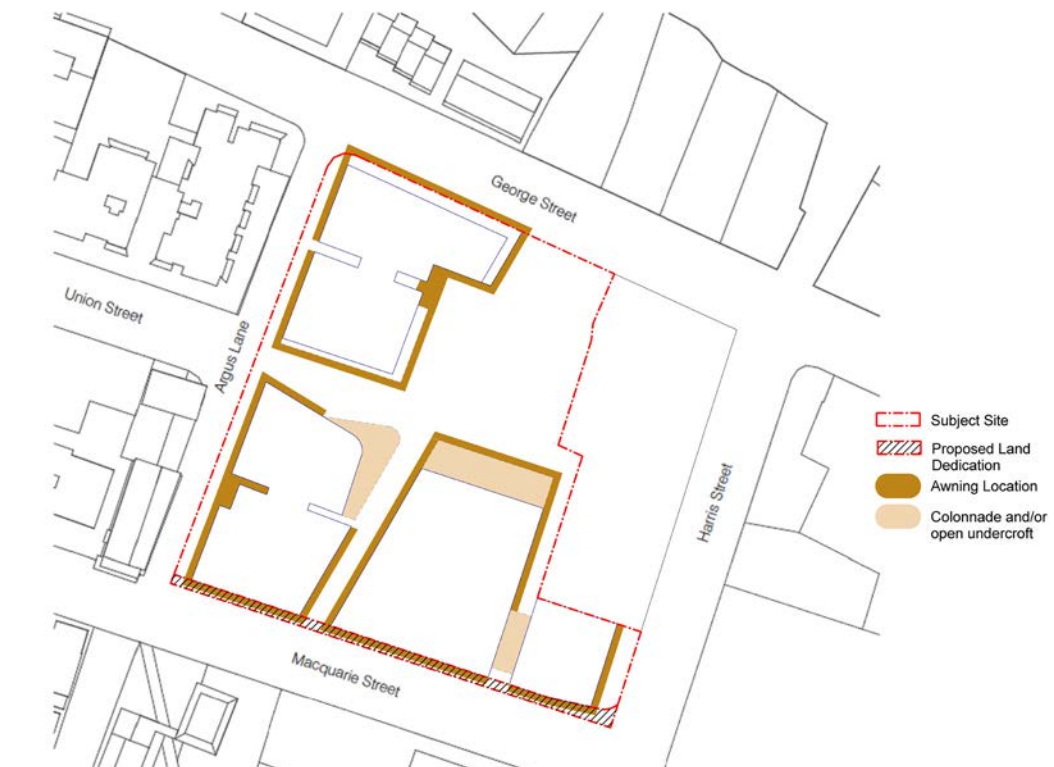 George Street
Union Street
Argus Lane
Harris Street
Macquarie Street
Subject Site
Proposed Land
Dedication
Awning Location
Colonnade and/or
open undercroft